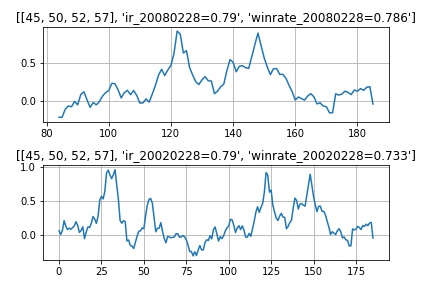 [[45, 50, 52, 57], 'ir_20080228=0.79', 'winrate_20080228=0.786']
0.5
0.0
80 100 120 140 160 180
[[45, 50, 52, 57], 'ir_20020228=0.79', 'winrate_20020228=0.733']
1.0
0.5
0.0
0 25 50 75 100 125 150 175